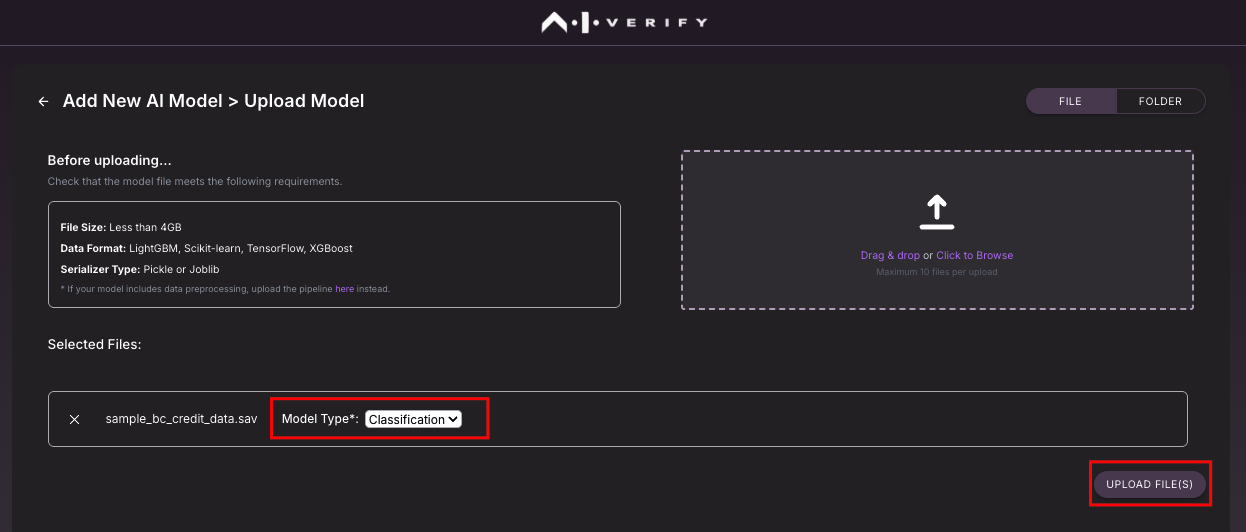 AI VERIFY
← Add New AI Model > Upload Model
FILE
FOLDER
Before uploading...
Check that the model file meets the following requirements.
File Size: Less than 4GB
Data Format: LightGBM, Scikit-learn, TensorFlow, XGBoost
Serializer Type: Pickle or Joblib
* If your model includes data preprocessing, upload the pipeline here instead.
Drag & drop or Click to Browse
Maximum 10 files per upload
Selected Files:
sample_bc_credit_data.sav Model Type*: Classification
UPLOAD FILE(S)